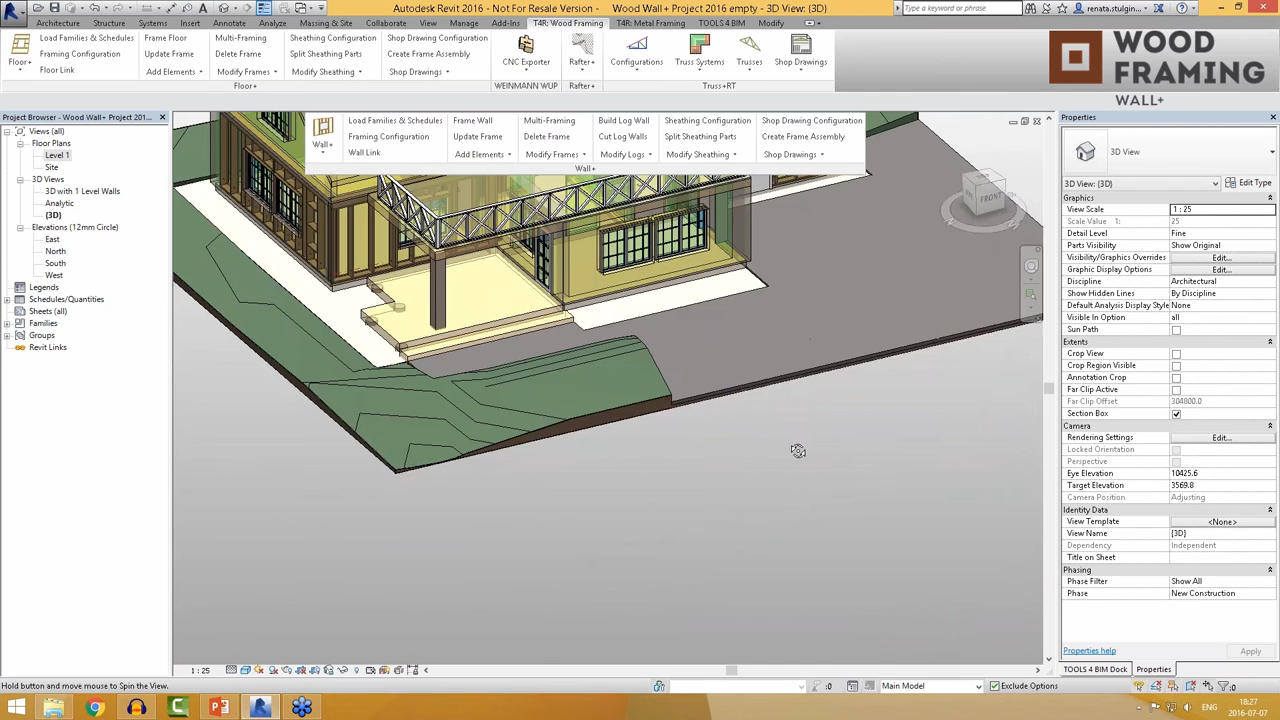 Autodesk Revit 2016 - Not For Resale Version - Wood Wall+ Project 2016 empty - 3D View: {3D}
Type a keyword or phrase
renata.stulgin...
Architecture Structure Systems Insert Annotate Analyze Massing & Site Collaborate View Manage Add-Ins T4R: Wood Framing T4R: Metal Framing TOOLS 4 BIM Modify
Floor+
Load Families & Schedules
Framing Configuration
Floor Link
Frame Floor
Update Frame
Add Elements
Multi-Framing
Delete Frame
Modify Frames
Sheathing Configuration
Split Sheathing Parts
Modify Sheathing
Shop Drawing Configuration
Create Frame Assembly
Shop Drawings
Floor+
CNC Exporter
WEINMANN WUP
Rafter+
Rafter+
Configurations
Truss Systems
Trusses
Shop Drawings
Truss+RT
WOOD
FRAMING
WALL+
Wall+
Load Families & Schedules
Framing Configuration
Wall Link
Frame Wall
Update Frame
Add Elements
Multi-Framing
Delete Frame
Modify Frames
Build Log Wall
Cut Log Walls
Modify Logs
Sheathing Configuration
Split Sheathing Parts
Modify Sheathing
Shop Drawing Configuration
Create Frame Assembly
Shop Drawings
Wall+
Project Browser - Wood Wall+ Project 201...
Views (all)
Floor Plans
Level 1
Site
3D Views
3D with 1 Level Walls
Analytic
{3D}
Elevations (12mm Circle)
East
North
South
West
Legends
Schedules/Quantities
Sheets (all)
Families
Groups
Revit Links
FRONT
Properties
3D View
3D View: {3D}
Edit Type
Graphics
View Scale 1 : 25
Scale Value 1: 25
Detail Level Fine
Parts Visibility Show Original
Visibility/Graphics Overrides Edit...
Graphic Display Options Edit...
Discipline Architectural
Show Hidden Lines By Discipline
Default Analysis Display Style None
Visible In Option all
Sun Path
Extents
Crop View
Crop Region Visible
Annotation Crop
Far Clip Active
Far Clip Offset 304800.0
Section Box
Camera
Rendering Settings Edit...
Locked Orientation
Perspective
Eye Elevation 10425.6
Target Elevation 3569.8
Camera Position Adjusting
Identity Data
View Template <None>
View Name {3D}
Dependency Independent
Title on Sheet
Phasing
Phase Filter Show All
Phase New Construction
Properties help
Apply
TOOLS 4 BIM Dock Properties
1 : 25
Hold button and move mouse to Spin the View.
:0
Main Model
Exclude Options
:0
ENG
18:27
2016-07-07